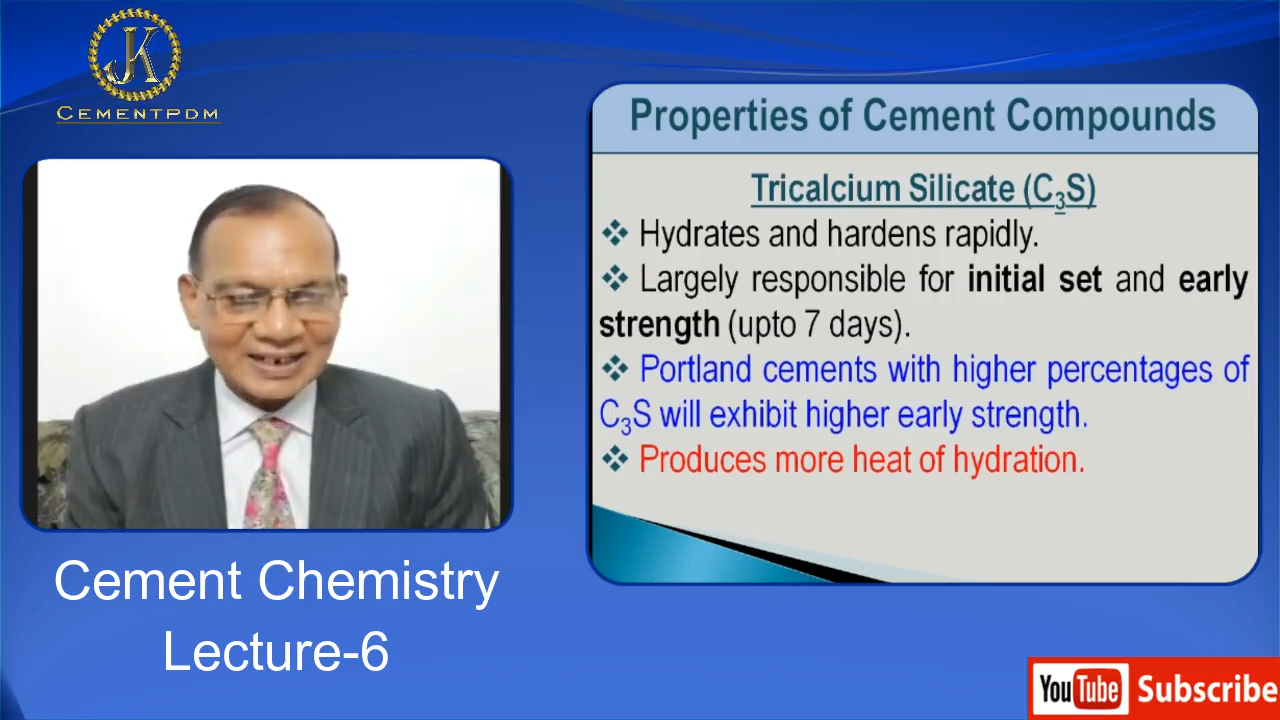 JK
CEMENTPDM
Properties of Cement Compounds
Tricalcium Silicate (C₃S)
❖ Hydrates and hardens rapidly.
❖ Largely responsible for initial set and early
strength (upto 7 days).
❖ Portland cements with higher percentages of
C₃S will exhibit higher early strength.
❖ Produces more heat of hydration.
Cement Chemistry
Lecture-6
YouTube Subscribe